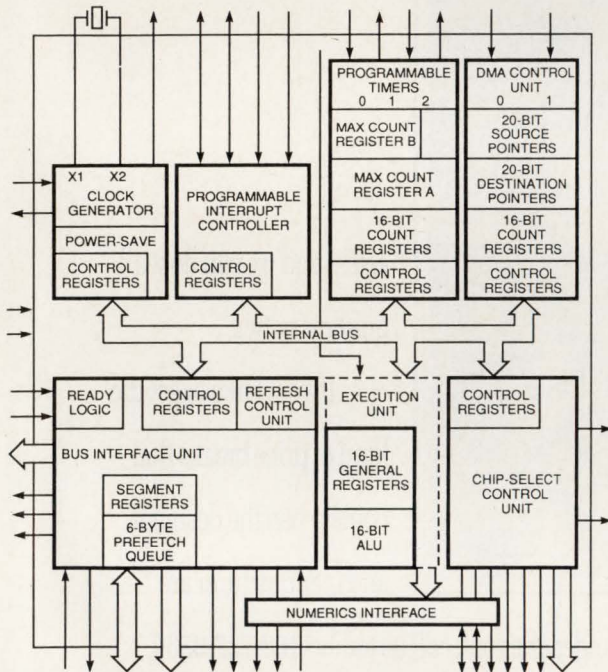 PROGRAMMABLE
TIMERS
0 1 2
MAX COUNT
REGISTER B
MAX COUNT
REGISTER A
16-BIT
COUNT
REGISTERS
CONTROL
REGISTERS
DMA CONTROL
UNIT
0 1
20-BIT
SOURCE
POINTERS
20-BIT
DESTINATION
POINTERS
16-BIT
COUNT
REGISTERS
CONTROL
REGISTERS
X1 X2
CLOCK
GENERATOR
POWER-SAVE
CONTROL
REGISTERS
PROGRAMMABLE
INTERRUPT
CONTROLLER
CONTROL
REGISTERS
INTERNAL BUS
READY
LOGIC
CONTROL
REGISTERS
REFRESH
CONTROL
UNIT
BUS INTERFACE UNIT
SEGMENT
REGISTERS
6-BYTE
PREFETCH
QUEUE
EXECUTION
UNIT
16-BIT
GENERAL
REGISTERS
16-BIT
ALU
CONTROL
REGISTERS
CHIP-SELECT
CONTROL
UNIT
NUMERICS INTERFACE